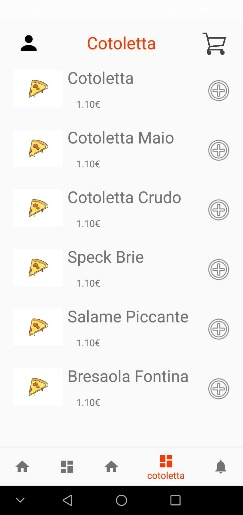 Cotoletta
Cotoletta
1.10€
Cotoletta Maio
1.10€
Cotoletta Crudo
1.10€
Speck Brie
1.10€
Salame Piccante
1.10€
Bresaola Fontina
1.10€
cotoletta